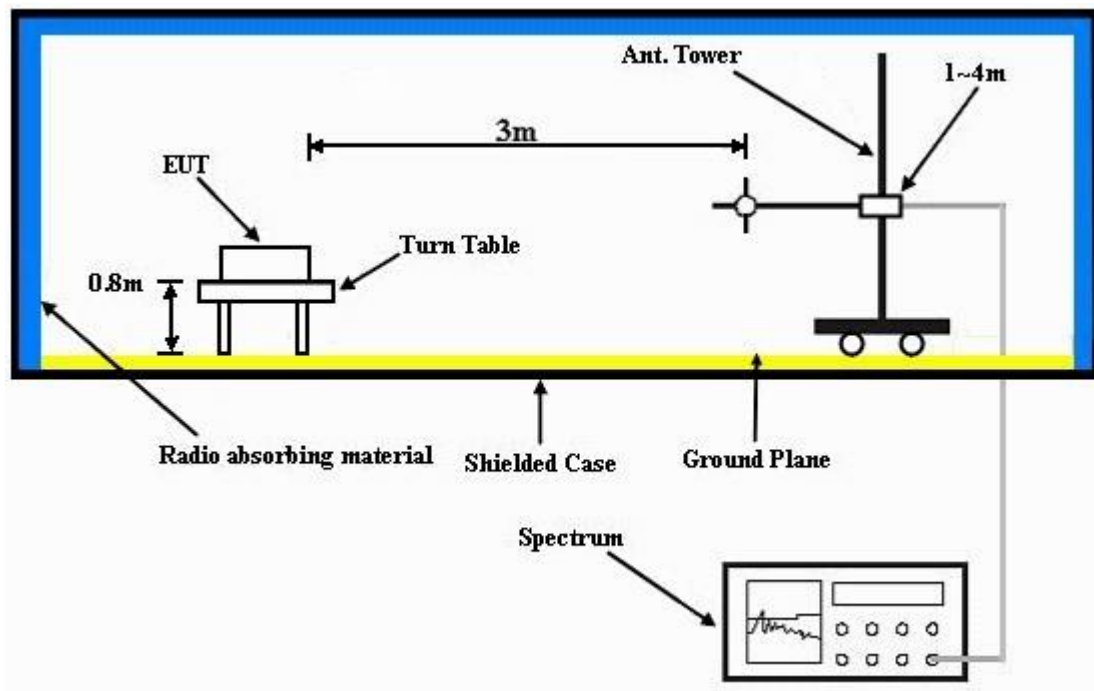 Ant. Tower
1~4m
3m
EUT
Turn Table
0.8m
Radio absorbing material
Shielded Case
Ground Plane
Spectrum